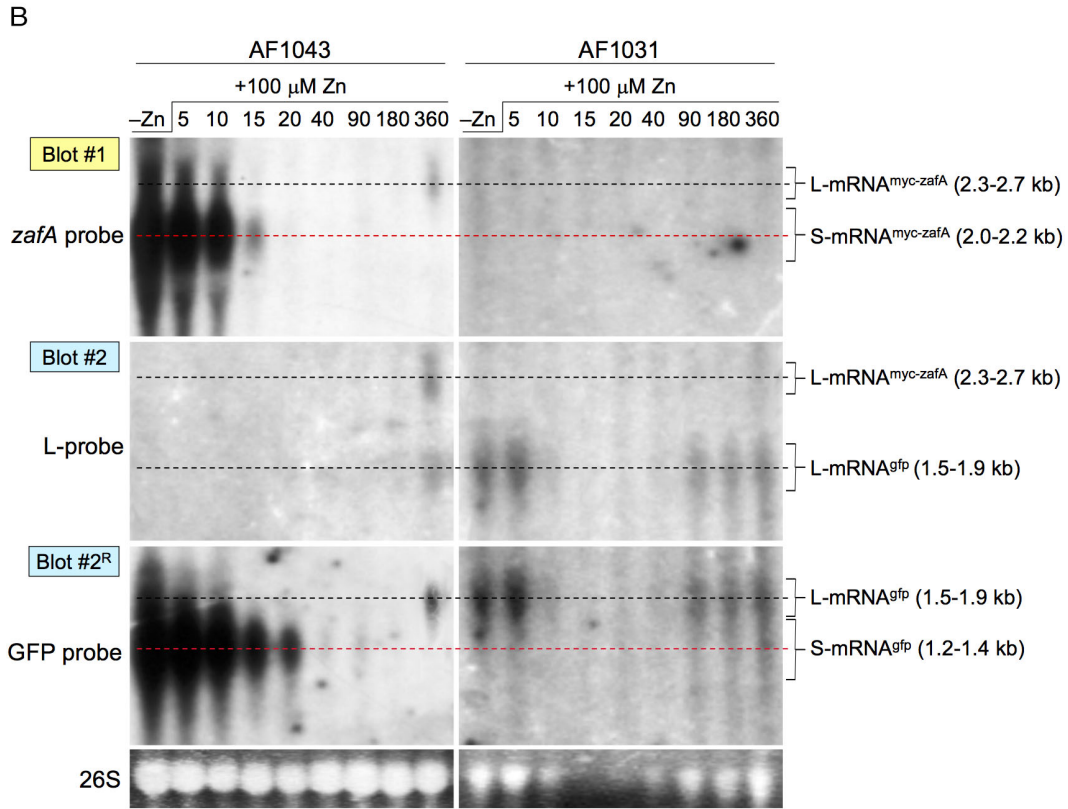 B
AF1043 AF1031
+100 μM Zn +100 μM Zn
–Zn 5 10 15 20 40 90 180 360 –Zn 5 10 15 20 40 90 180 360
Blot #1
L-mRNAmyc-zafA (2.3-2.7 kb)
zafA probe
S-mRNAmyc-zafA (2.0-2.2 kb)
Blot #2
L-mRNAmyc-zafA (2.3-2.7 kb)
L-probe
L-mRNAgfp (1.5-1.9 kb)
Blot #2R
L-mRNAgfp (1.5-1.9 kb)
GFP probe
S-mRNAgfp (1.2-1.4 kb)
26S